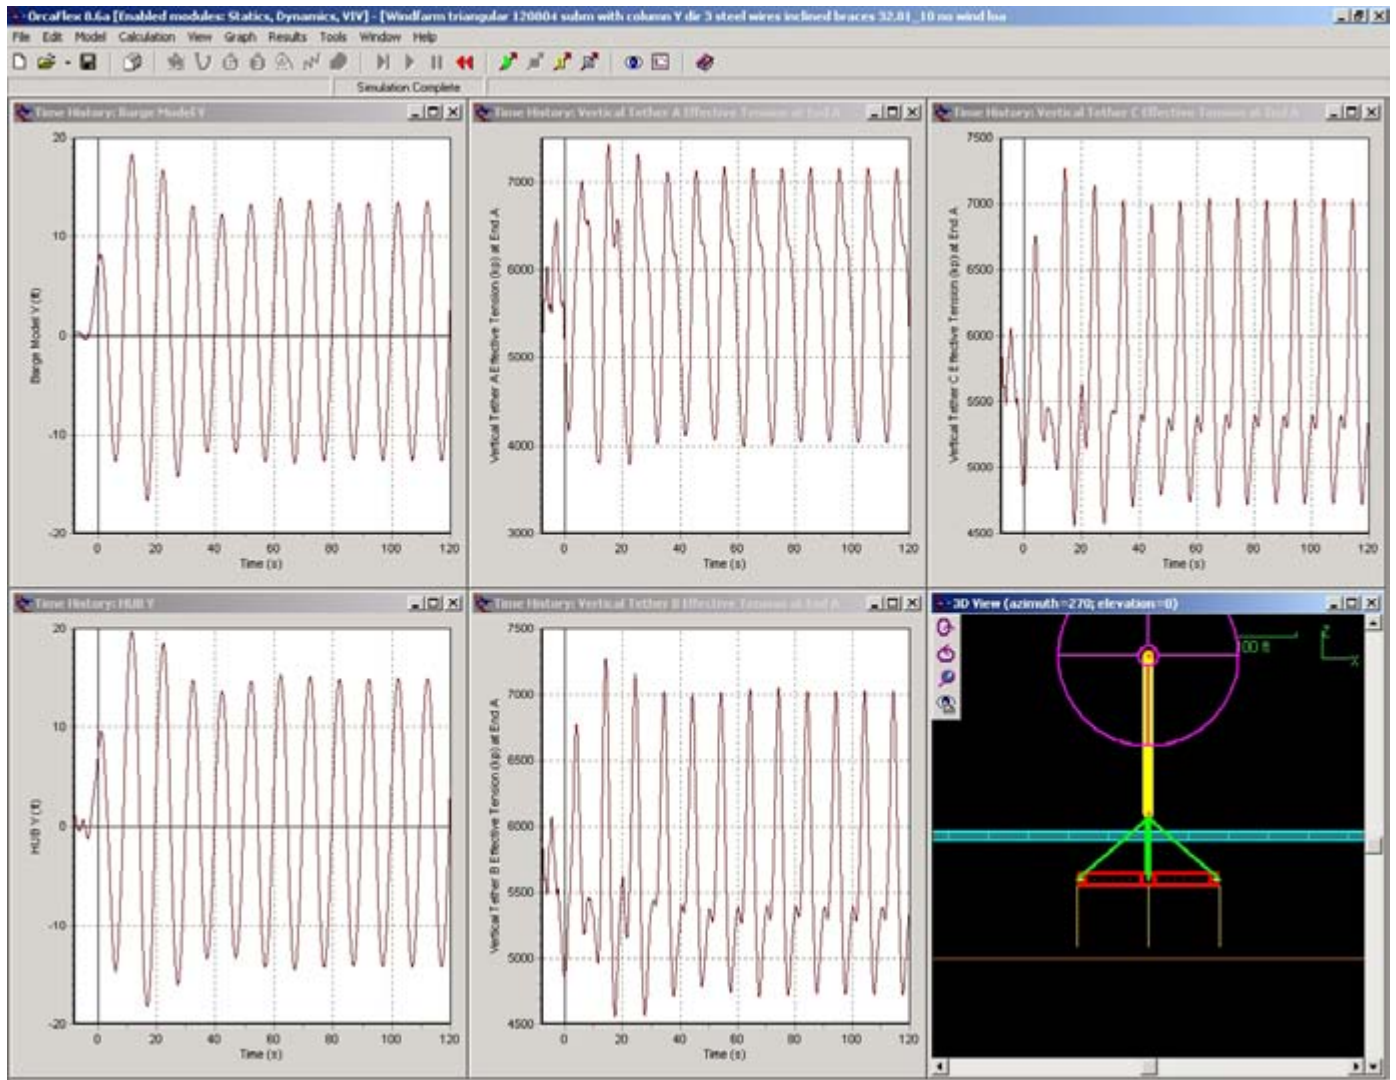 OrcaFlex 8.6a [Enabled modules: Statics, Dynamics, VIV] - [Windfarm triangular 120804 subm with column Y dir 3 steel wires inclined braces 32.81_10 no wind loa
File Edit Model Calculation View Graph Results Tools Window Help
Simulation Complete
Time History: Barge Model Y
20
10
0
-10
-20
0 20 40 60 80 100 120
Barge Model Y (ft)
Time (s)
Time History: Vertical Tether A Effective Tension at End A
7000
6000
5000
4000
3000
0 20 40 60 80 100 120
Vertical Tether A Effective Tension (kp) at End A
Time (s)
Time History: Vertical Tether C Effective Tension at End A
7500
7000
6500
6000
5500
5000
4500
0 20 40 60 80 100 120
Vertical Tether C Effective Tension (kp) at End A
Time (s)
Time History: HUB Y
20
10
0
-10
-20
0 20 40 60 80 100 120
HUB Y (ft)
Time (s)
Time History: Vertical Tether B Effective Tension at End A
7500
7000
6500
6000
5500
5000
4500
0 20 40 60 80 100 120
Vertical Tether B Effective Tension (kp) at End A
Time (s)
3D View (azimuth=270; elevation=0)
00 ft
Z
X